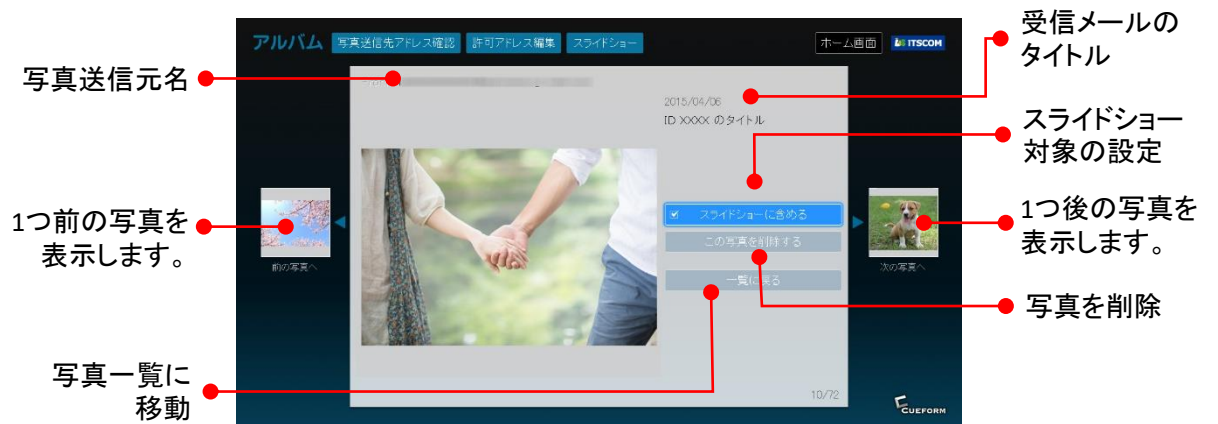 受信メールの
タイトル
アルバム 写真送信先アドレス確認 許可アドレス編集 スライドショー ホーム画面 ITSCOM
写真送信元名
2015/04/06
ID XXXX のタイトル
スライドショー
対象の設定
1つ前の写真を
表示します。
スライドショーに含める
1つ後の写真を
表示します。
この写真を削除する
前の写真へ
次の写真へ
一覧に戻る
写真を削除
写真一覧に
移動
10/72
CUEFORM